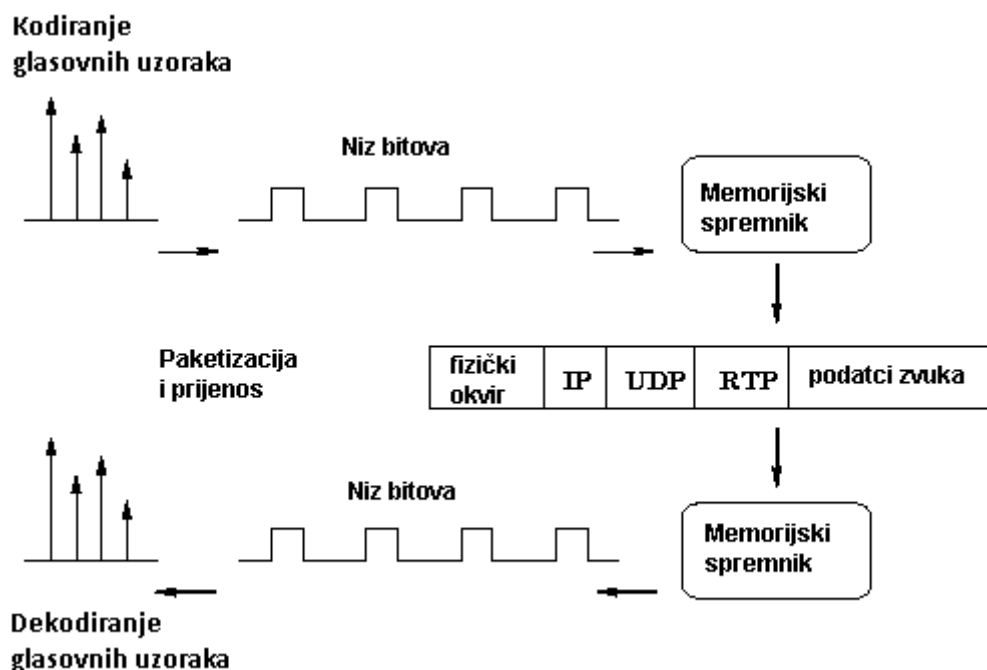 Kodiranje
glasovnih uzoraka
Niz bitova
Memorijski
spremnik
Paketizacija
i prijenos
fizički
okvir
IP
UDP
RTP
podatci zvuka
Niz bitova
Memorijski
spremnik
Dekodiranje
glasovnih uzoraka